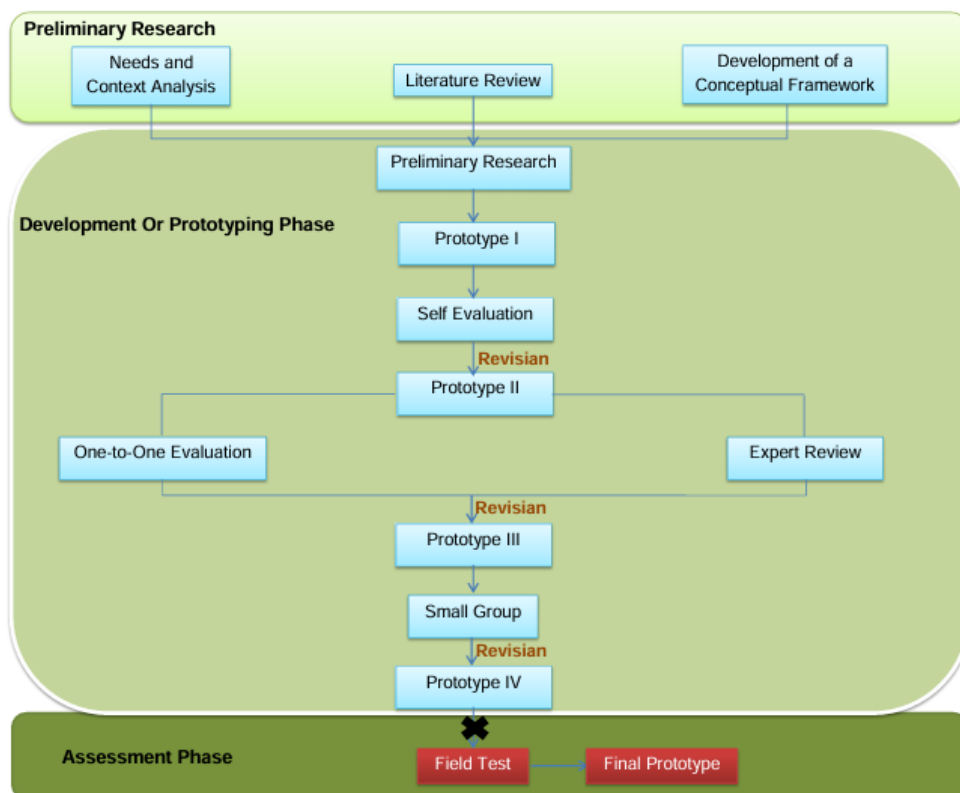 Preliminary Research
Needs and
Context Analysis
Literature Review
Development of a
Conceptual Framework
Preliminary Research
Development Or Prototyping Phase
Prototype I
Self Evaluation
Revisian
Prototype II
One-to-One Evaluation
Expert Review
Revisian
Prototype III
Small Group
Revisian
Prototype IV
Assessment Phase
Field Test
Final Prototype